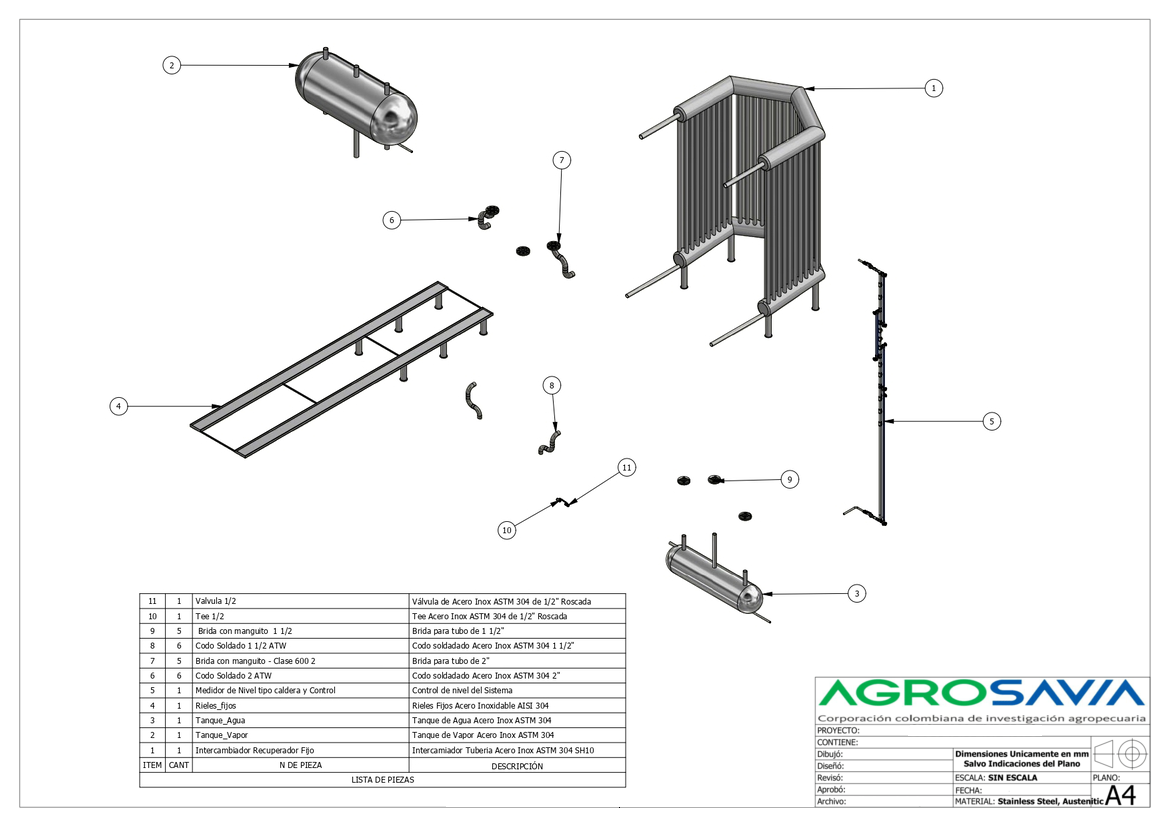 2
1
7
6
4
8
5
11
9
10
3
11 1 Valvula 1/2 Válvula de Acero Inox ASTM 304 de 1/2" Roscada
10 1 Tee 1/2 Tee Acero Inox ASTM 304 de 1/2" Roscada
9 5 Brida con manguito 1 1/2 Brida para tubo de 1 1/2"
8 6 Codo Soldado 1 1/2 ATW Codo soldadado Acero Inox ASTM 304 1 1/2"
7 5 Brida con manguito - Clase 600 2 Brida para tubo de 2"
6 6 Codo Soldado 2 ATW Codo soldadado Acero Inox ASTM 304 2"
5 1 Medidor de Nivel tipo caldera y Control Control de nivel del Sistema
4 1 Rieles_fijos Rieles Fijos Acero Inoxidable AISI 304
3 1 Tanque_Agua Tanque de Agua Acero Inox ASTM 304
2 1 Tanque_Vapor Tanque de Vapor Acero Inox ASTM 304
1 1 Intercambiador Recuperador Fijo Intercamiador Tuberia Acero Inox ASTM 304 SH10
ITEM CANT N DE PIEZA DESCRIPCIÓN
LISTA DE PIEZAS
AGROSAVIA
Corporación colombiana de investigación agropecuaria
PROYECTO:
CONTIENE:
Dibujó: Dimensiones Unicamente en mm
Diseñó: Salvo Indicaciones del Plano
Revisó: ESCALA: SIN ESCALA PLANO:
Aprobó: FECHA: A4
Archivo: MATERIAL: Stainless Steel, Austenitic